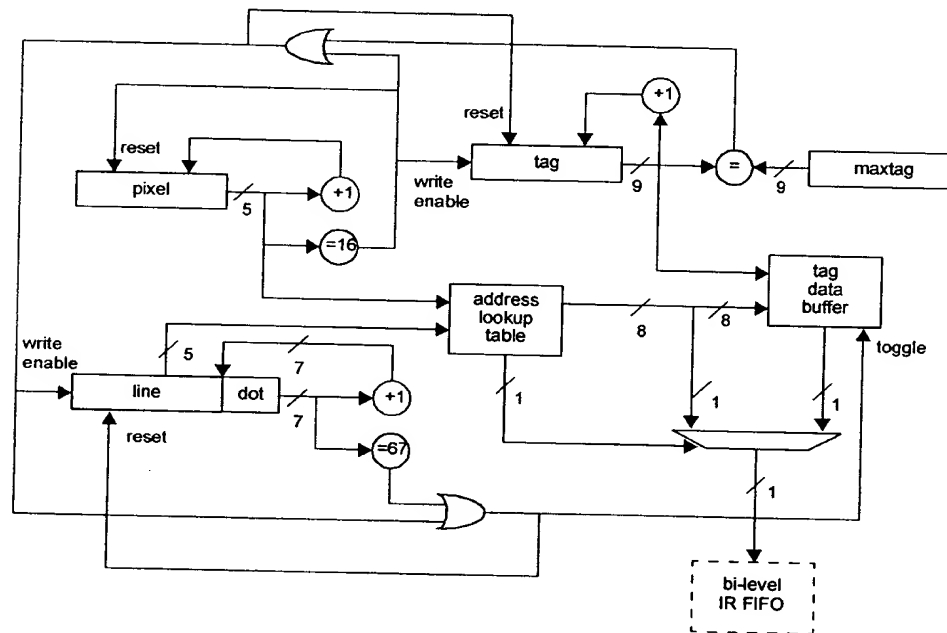 +1
reset
tag
=
maxtag
9
9
write
enable
reset
pixel
+1
5
=16
address
lookup
table
tag
data
buffer
8
8
write
enable
5
7
toggle
line
dot
7
+1
1
1
1
reset
=67
1
bi-level
IR FIFO